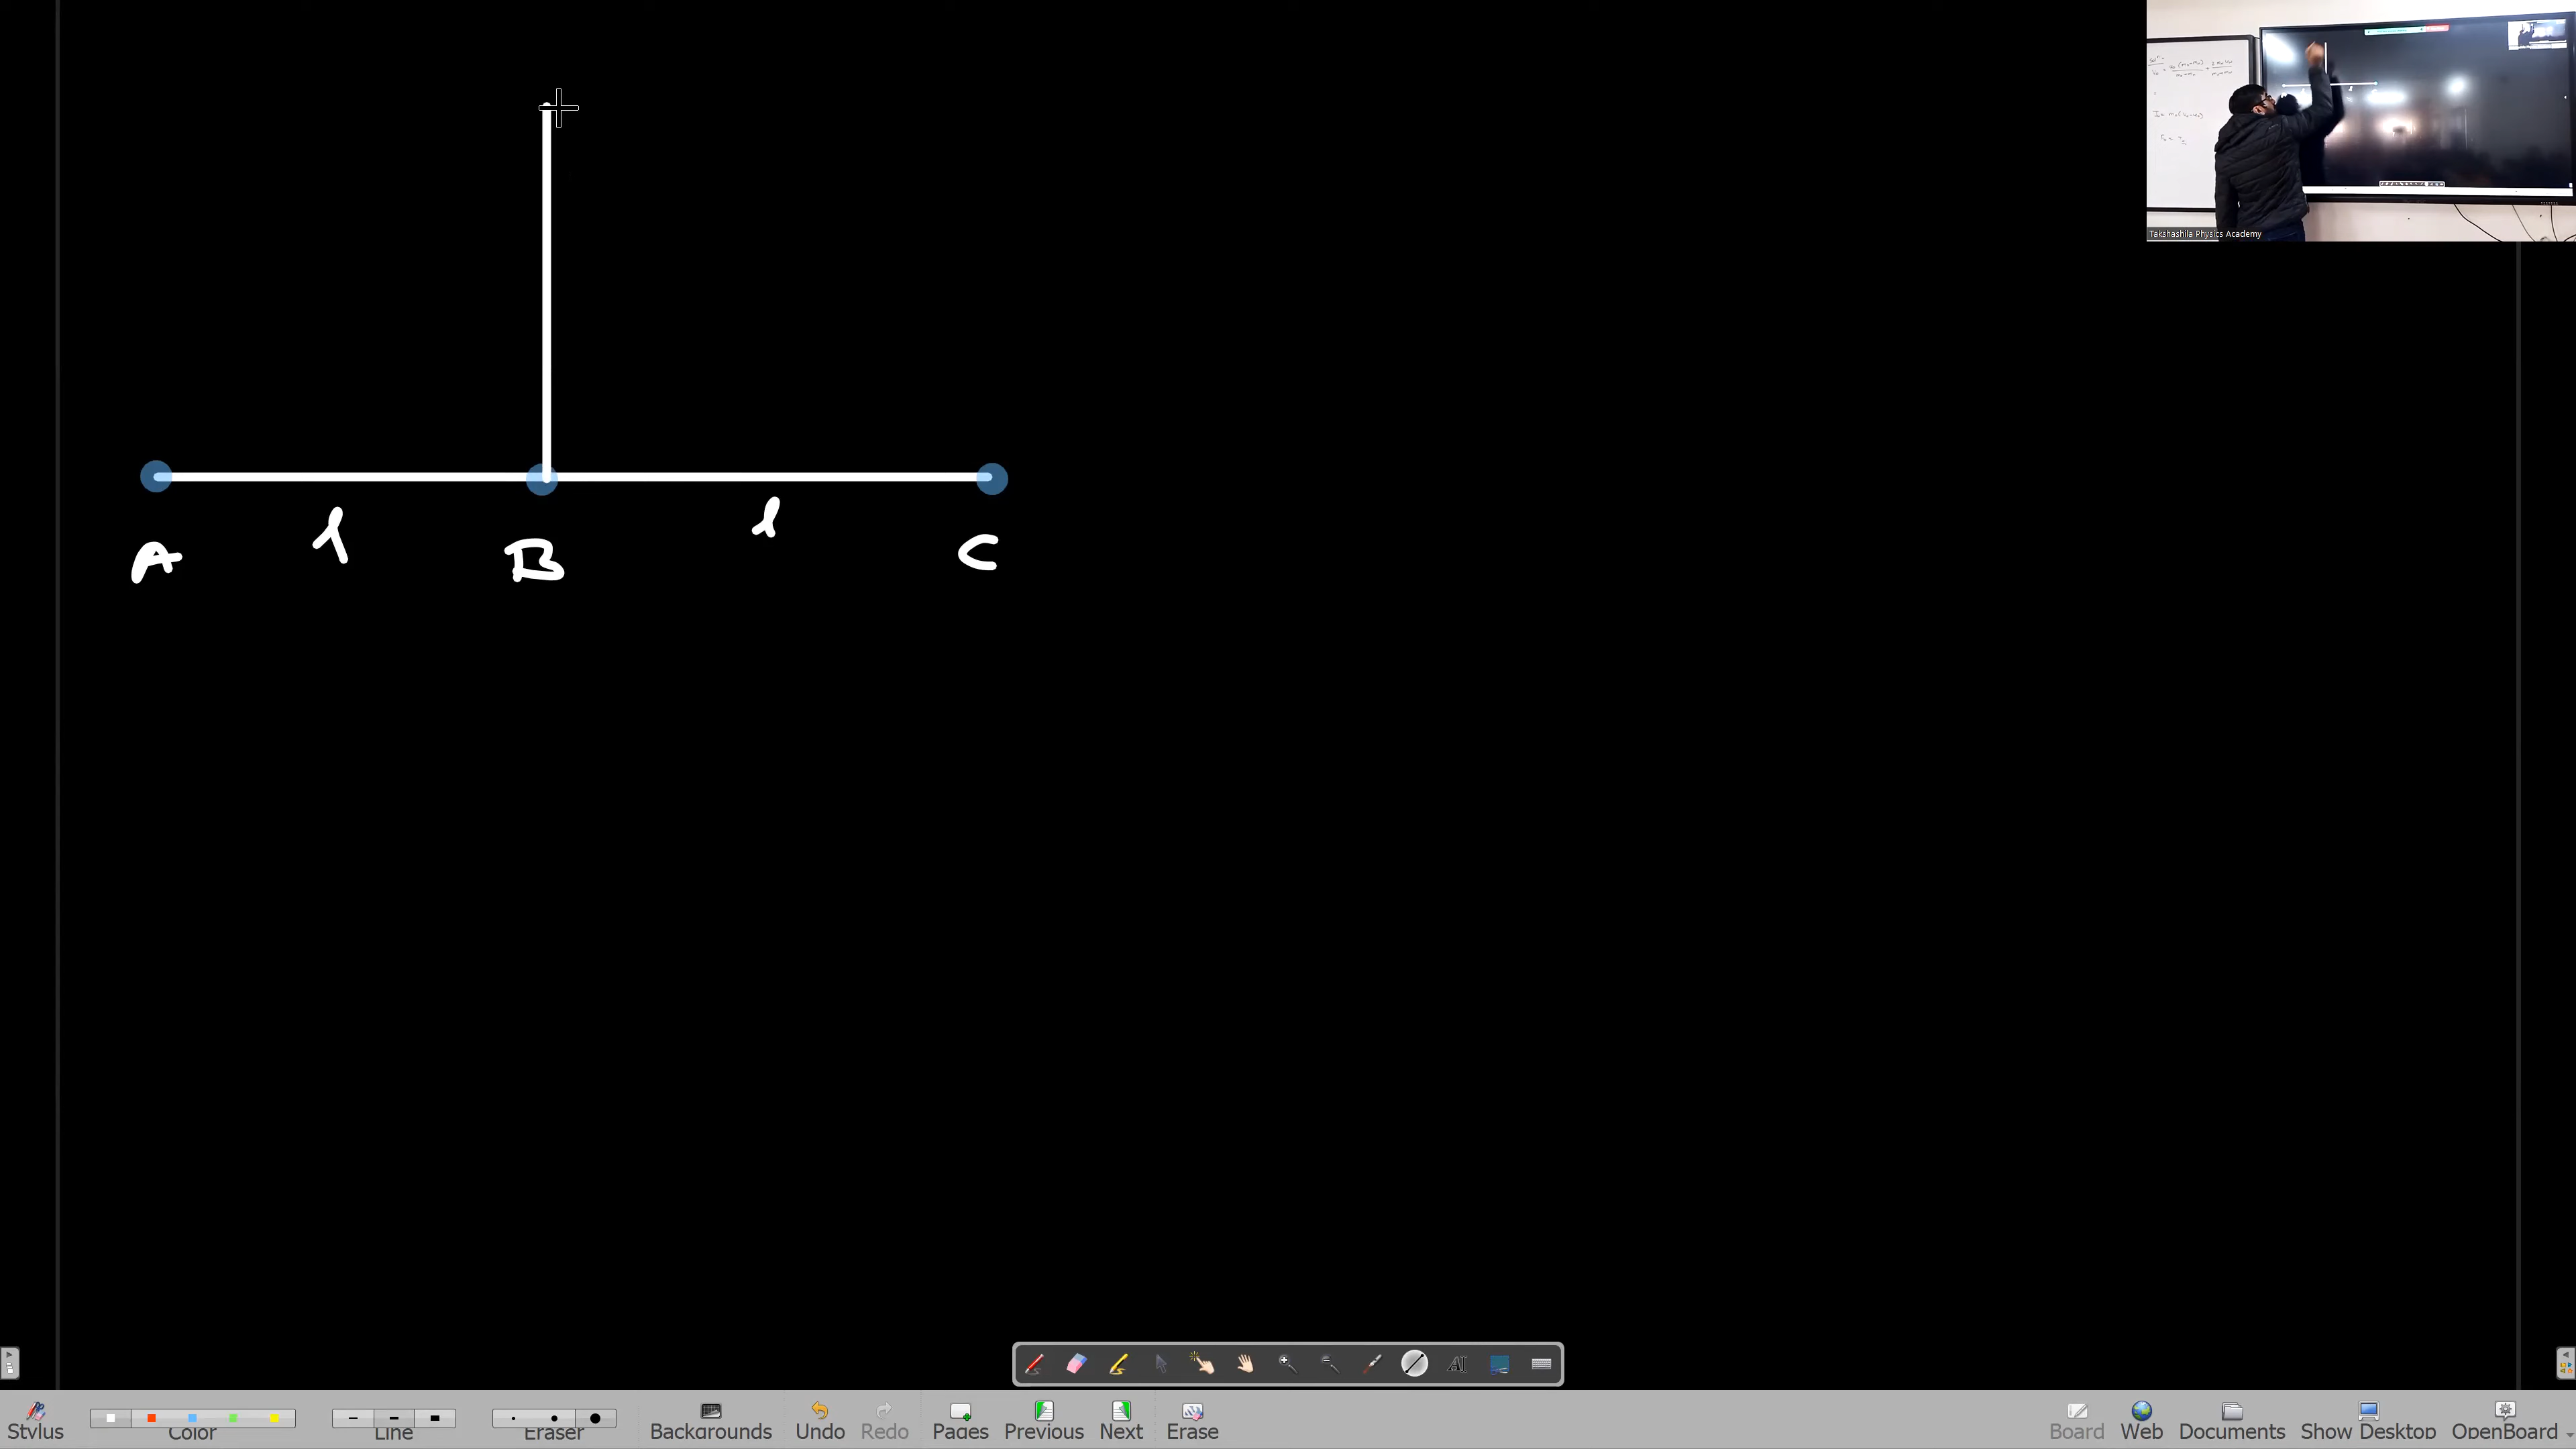 Takshashila Physics Academy
l
l
A
B
C
Stylus
Color
Line
Eraser
Backgrounds
Undo
Redo
Pages
Previous
Next
Erase
Board
Web
Documents
Show Desktop
OpenBoard